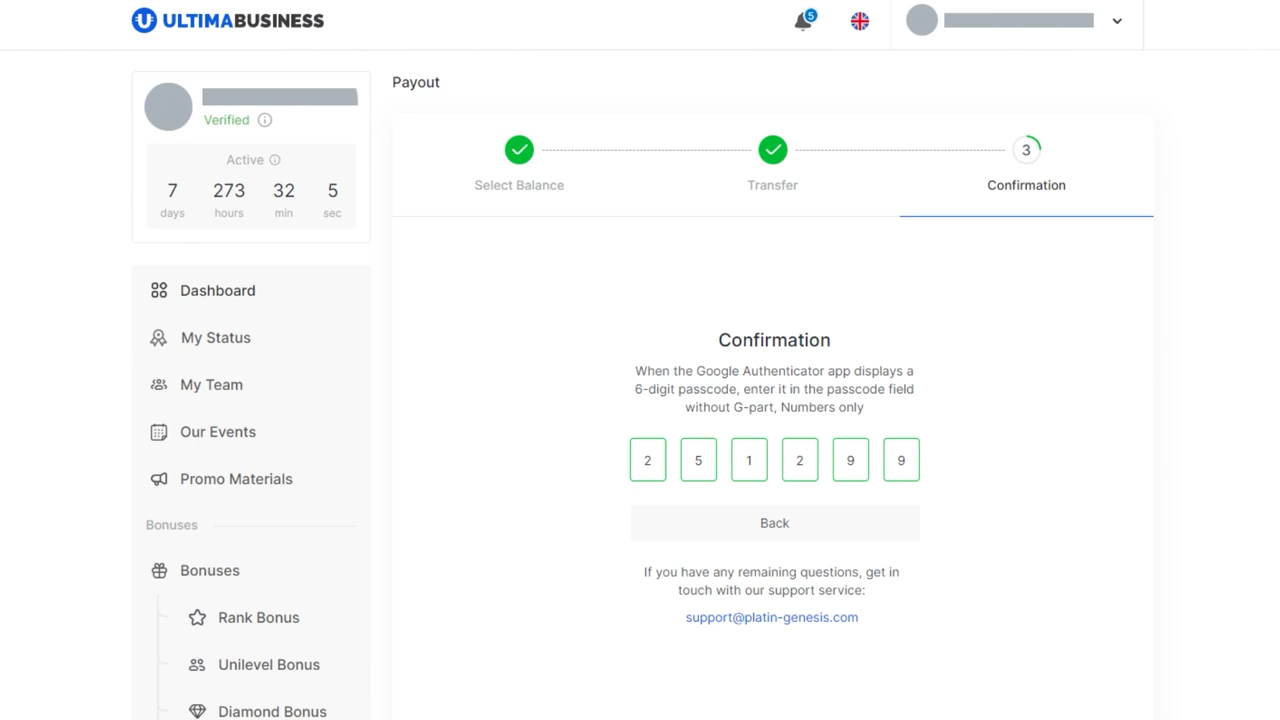 ULTIMABUSINESS
5
Verified
Active
7 273 32 5
days hours min sec
Dashboard
My Status
My Team
Our Events
Promo Materials
Bonuses
Bonuses
Rank Bonus
Unilevel Bonus
Diamond Bonus
Payout
3
Select Balance Transfer Confirmation
Confirmation
When the Google Authenticator app displays a
6-digit passcode, enter it in the passcode field
without G-part, Numbers only
2 5 1 2 9 9
Back
If you have any remaining questions, get in
touch with our support service:
support@platin-genesis.com